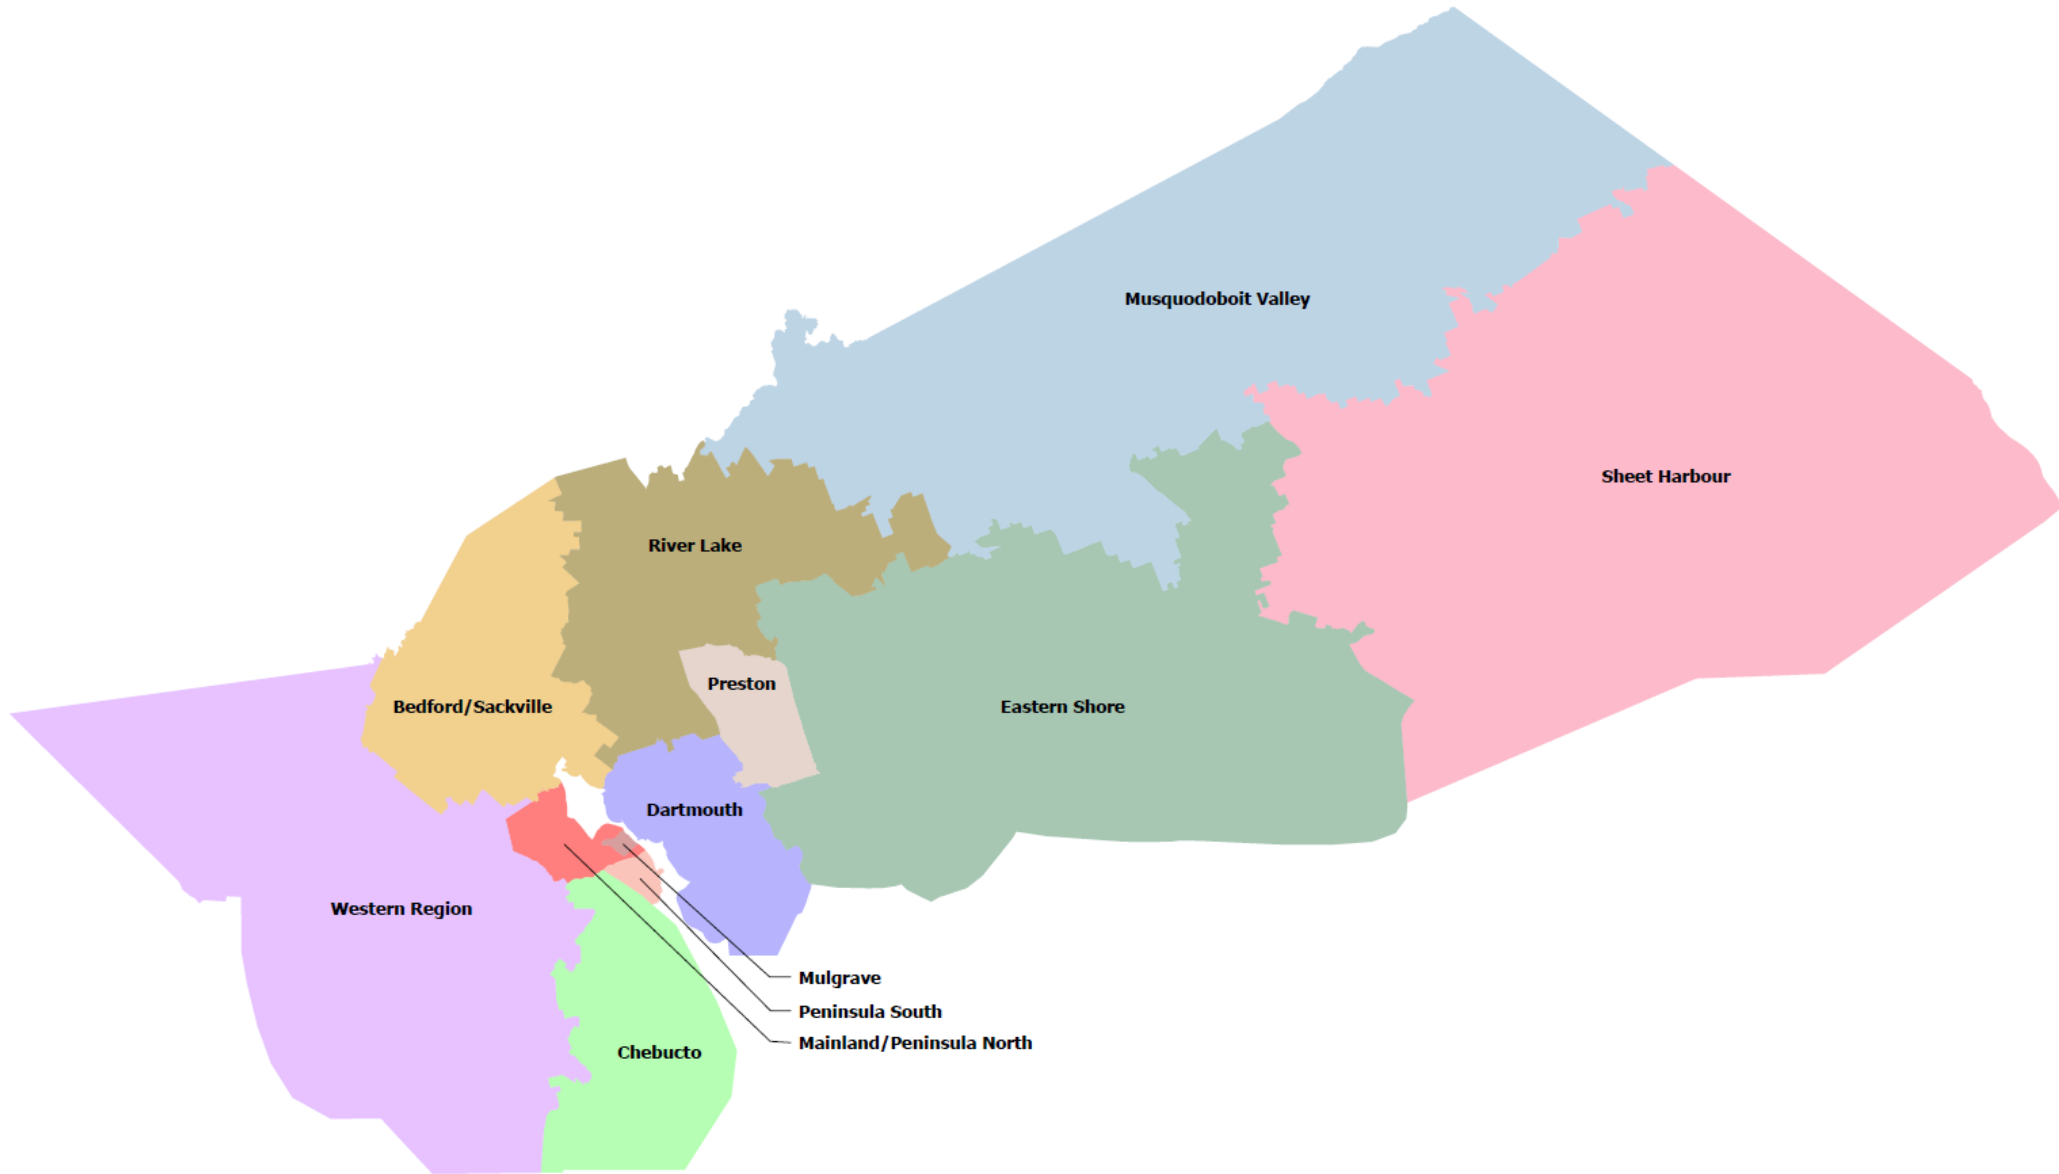 Musquodoboit Valley
Sheet Harbour
River Lake
Preston
Bedford/Sackville
Eastern Shore
Dartmouth
Western Region
Mulgrave
Peninsula South
Mainland/Peninsula North
Chebucto